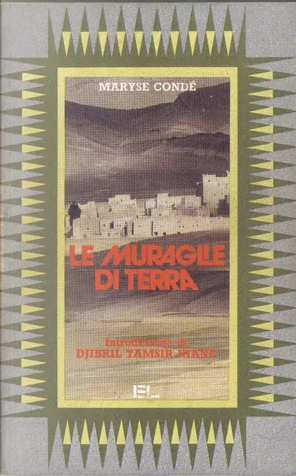 MARYSE CONDÉ
LE MURAGLIE
DI TERRA
Introduzione di
DJIBRIL TAMSIR NIANE